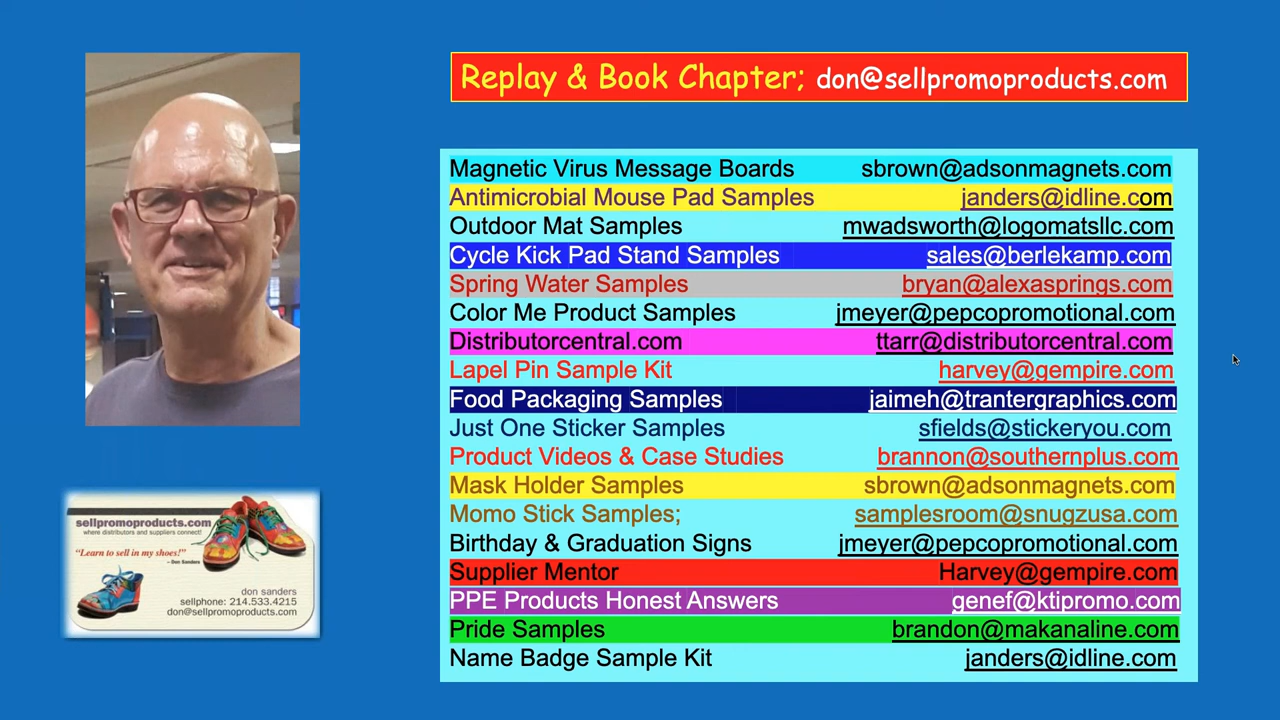 Replay & Book Chapter; don@sellpromoproducts.com
Magnetic Virus Message Boards sbrown@adsonmagnets.com
Antimicrobial Mouse Pad Samples janders@idline.com
Outdoor Mat Samples mwadsworth@logomatsllc.com
Cycle Kick Pad Stand Samples sales@berlekamp.com
Spring Water Samples bryan@alexasprings.com
Color Me Product Samples jmeyer@pepcopromotional.com
Distributorcentral.com ttarr@distributorcentral.com
Lapel Pin Sample Kit harvey@gempire.com
Food Packaging Samples jaimeh@trantergraphics.com
Just One Sticker Samples sfields@stickeryou.com
Product Videos & Case Studies brannon@southernplus.com
Mask Holder Samples sbrown@adsonmagnets.com
Momo Stick Samples; samplesroom@snugzusa.com
Birthday & Graduation Signs jmeyer@pepcopromotional.com
Supplier Mentor Harvey@gempire.com
PPE Products Honest Answers genef@ktipromo.com
Pride Samples brandon@makanaline.com
Name Badge Sample Kit janders@idline.com
sellpromoproducts.com
where distributors and suppliers connect!
"Learn to sell in my shoes!"
– Don Sanders
don sanders
sellphone: 214.533.4215
don@sellpromoproducts.com